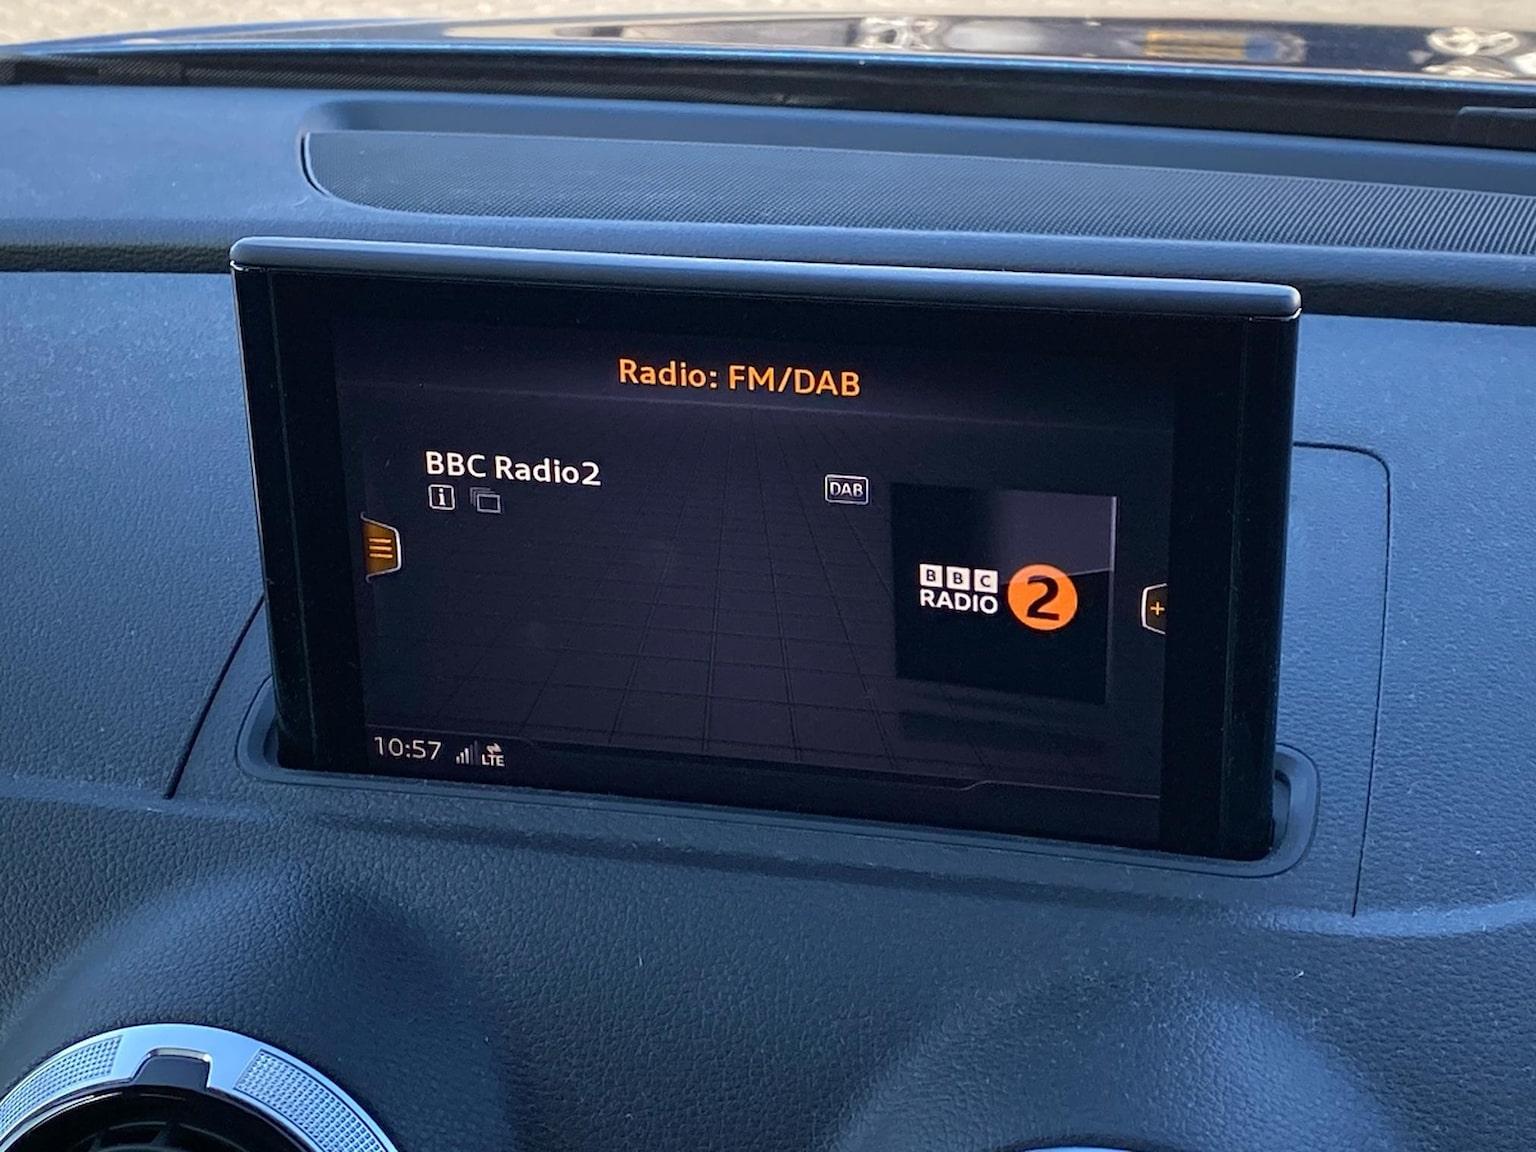 Radio: FM/DAB
BBC Radio2
i
DAB
BBC
RADIO 2
+
10:57 LTE